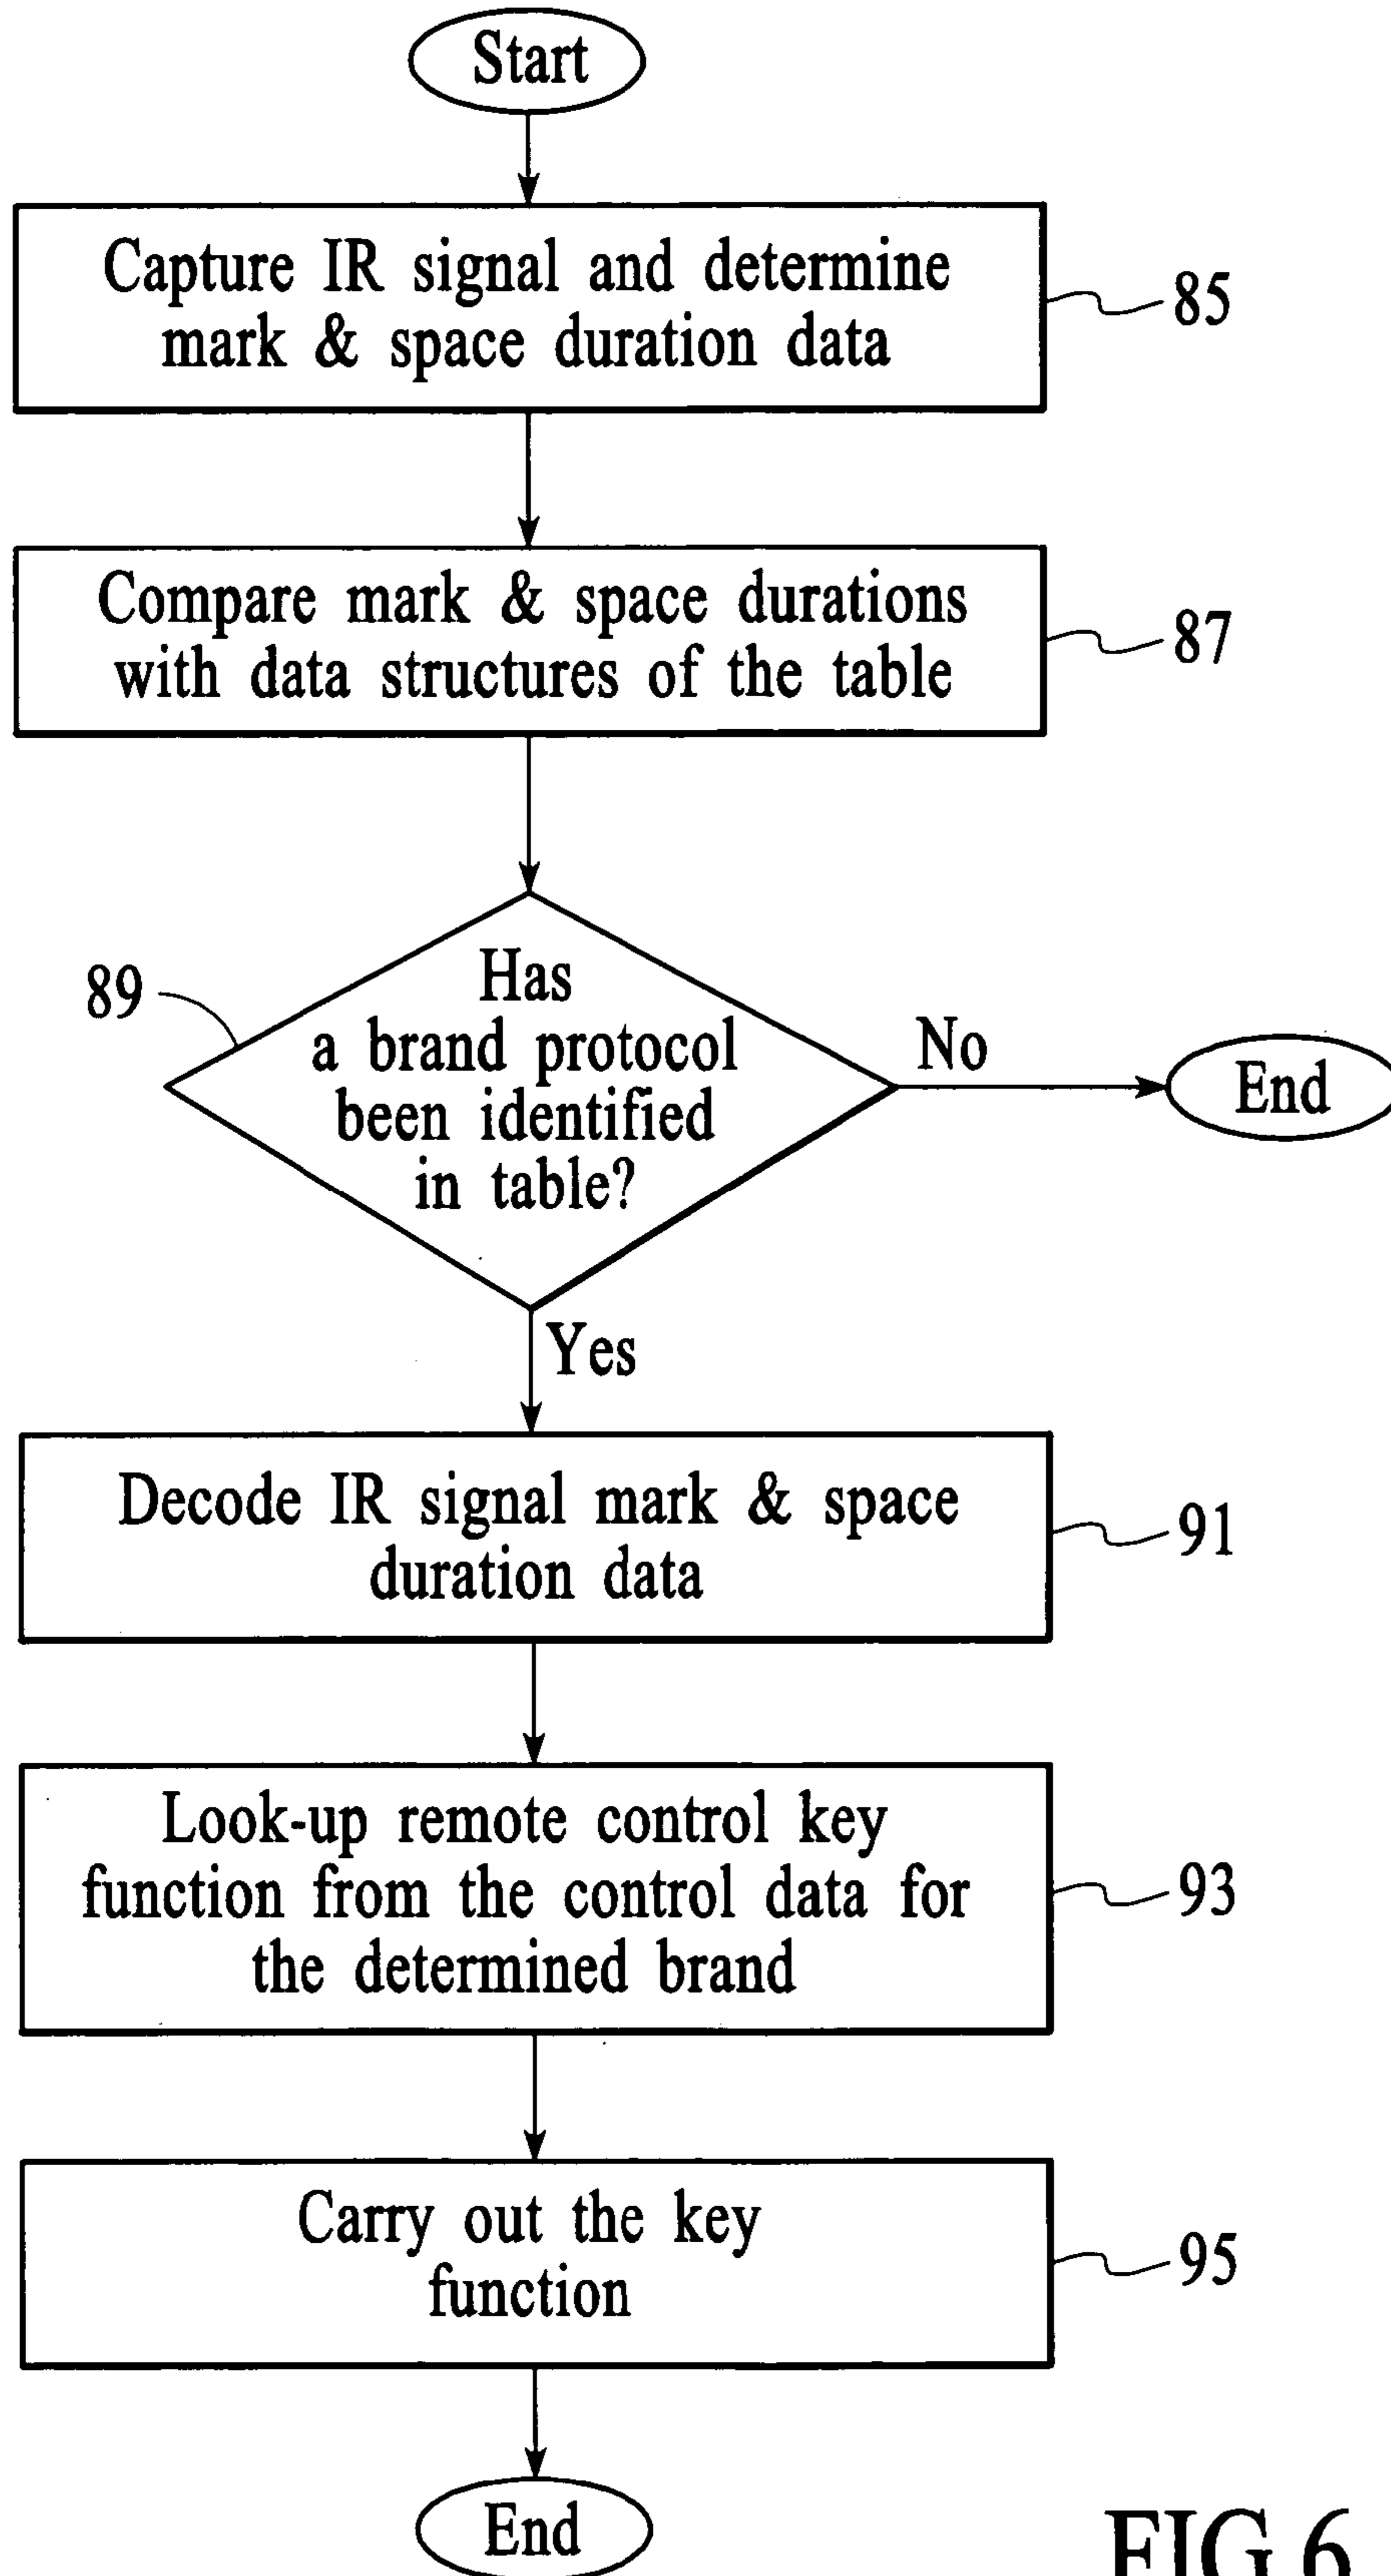 Start
Capture IR signal and determine
mark & space duration data
85
Compare mark & space durations
with data structures of the table
87
89
Has
a brand protocol
been identified
in table?
No
End
Yes
Decode IR signal mark & space
duration data
91
Look-up remote control key
function from the control data for
the determined brand
93
Carry out the key
function
95
End
FIG.6